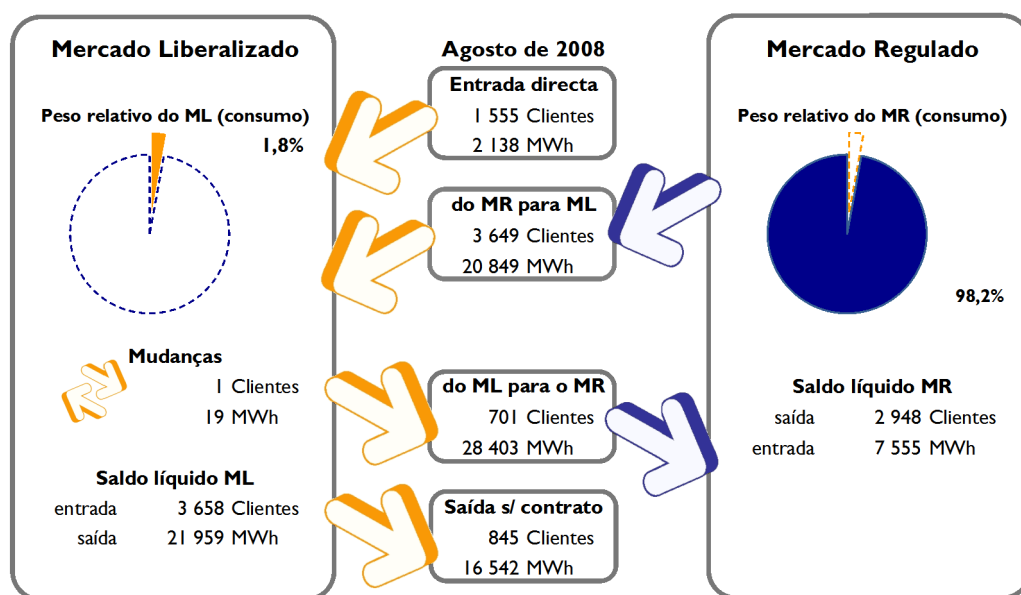 Mercado Liberalizado
Peso relativo do ML (consumo)
1,8%
Mudanças
1 Clientes
19 MWh
Saldo líquido ML
entrada 3 658 Clientes
saída 21 959 MWh
Agosto de 2008
Entrada directa
1 555 Clientes
2 138 MWh
do MR para ML
3 649 Clientes
20 849 MWh
do ML para o MR
701 Clientes
28 403 MWh
Saída s/ contrato
845 Clientes
16 542 MWh
Mercado Regulado
Peso relativo do MR (consumo)
98,2%
Saldo líquido MR
saída 2 948 Clientes
entrada 7 555 MWh